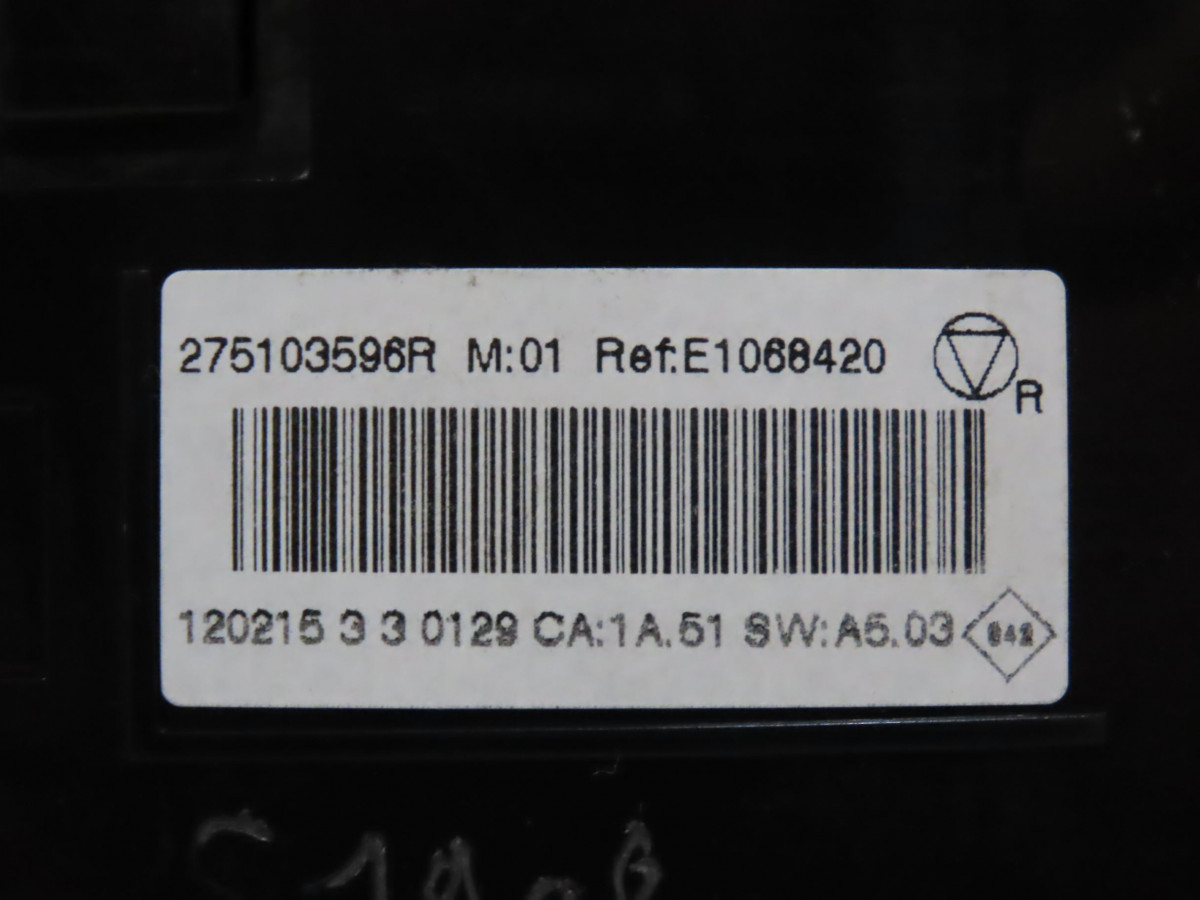 275103596R M:01 Ref:E1068420
R
120215 3 3 0129 CA:1A.51 SW:A5.03